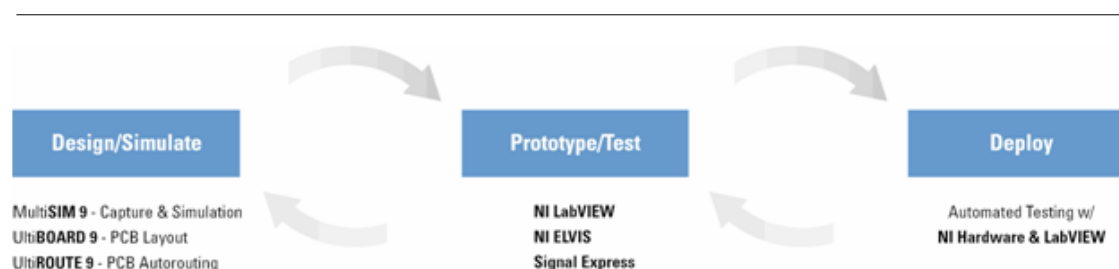 Design/Simulate
MultiSIM 9 - Capture & Simulation
UltiBOARD 9 - PCB Layout
UltiROUTE 9 - PCB Autorouting
Prototype/Test
NI LabVIEW
NI ELVIS
Signal Express
Deploy
Automated Testing w/
NI Hardware & LabVIEW